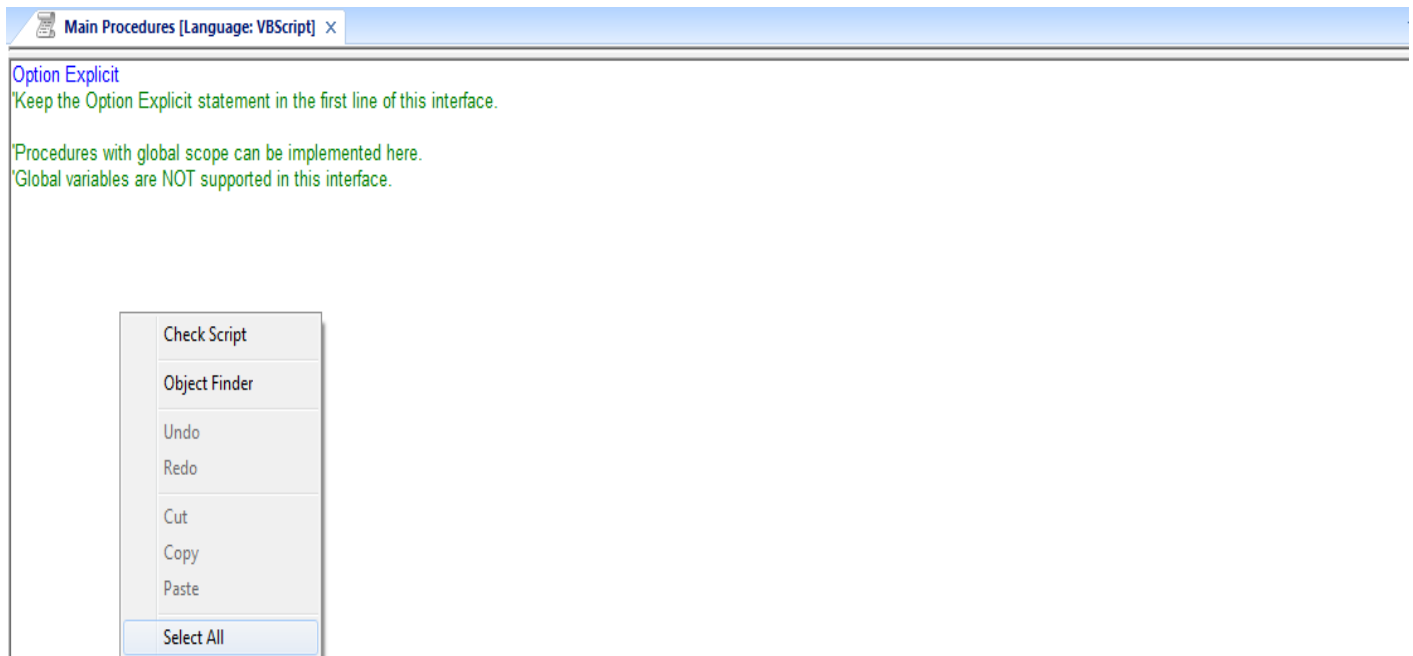 Main Procedures [Language: VBScript] X
Option Explicit
'Keep the Option Explicit statement in the first line of this interface.
'Procedures with global scope can be implemented here.
'Global variables are NOT supported in this interface.
Check Script
Object Finder
Undo
Redo
Cut
Copy
Paste
Select All